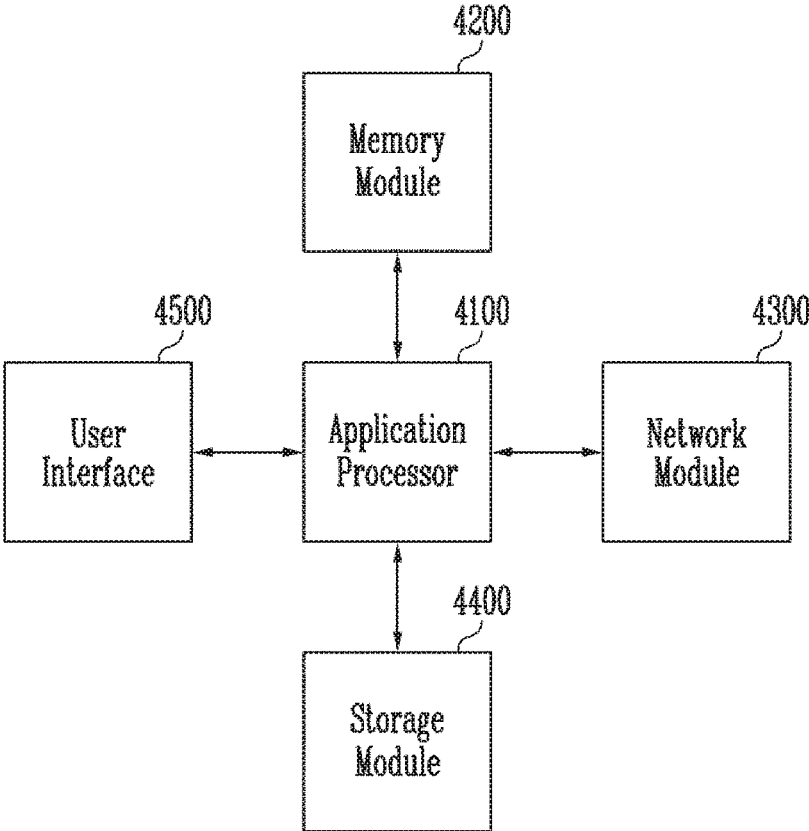 4200
Memory
Module
4500
4100
4300
User
Interface
Application
Processor
Network
Module
4400
Storage
Module